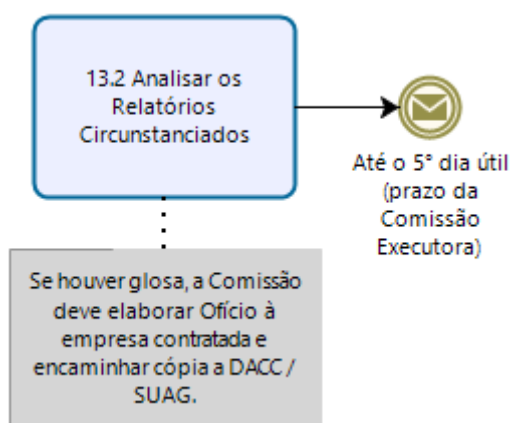 13.2 Analisar os
Relatórios
Circunstanciados
Até o 5° dia útil
(prazo da
Comissão
Executora)
Se houver glosa, a Comissão
deve elaborar Ofício à
empresa contratada e
encaminhar cópia a DACC /
SUAG.